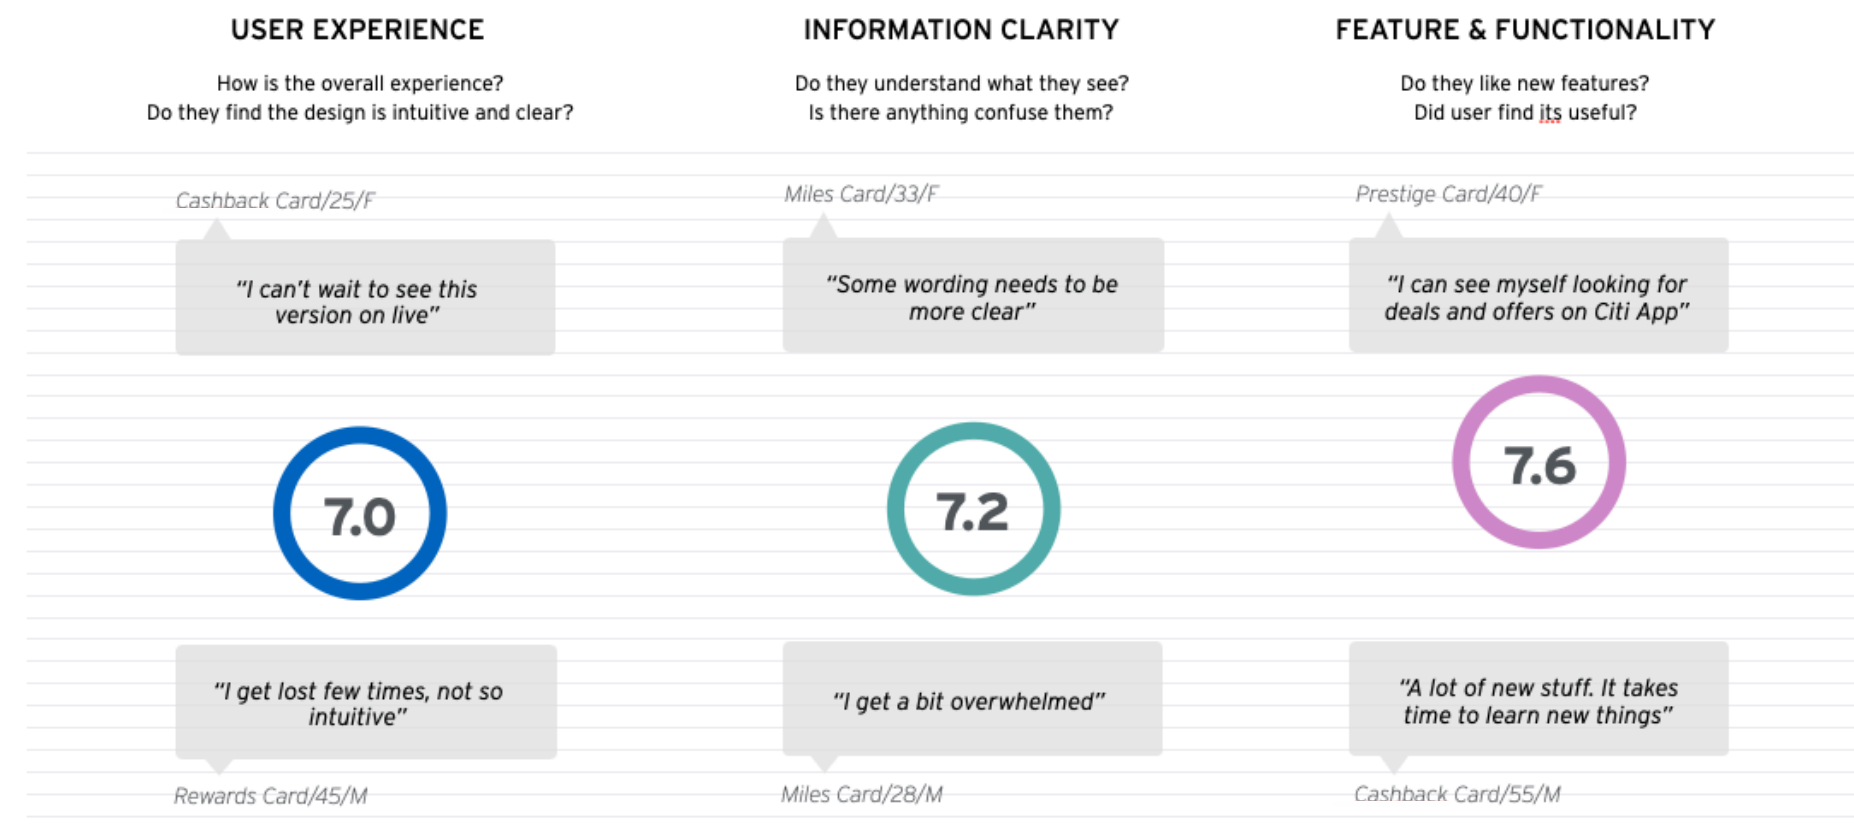 USER EXPERIENCE
How is the overall experience?
Do they find the design is intuitive and clear?
Cashback Card/25/F
“I can’t wait to see this
version on live”
7.0
“I get lost few times, not so
intuitive”
Rewards Card/45/M
INFORMATION CLARITY
Do they understand what they see?
Is there anything confuse them?
Miles Card/33/F
“Some wording needs to be
more clear”
7.2
“I get a bit overwhelmed”
Miles Card/28/M
FEATURE & FUNCTIONALITY
Do they like new features?
Did user find its useful?
Prestige Card/40/F
“I can see myself looking for
deals and offers on Citi App”
7.6
“A lot of new stuff. It takes
time to learn new things”
Cashback Card/55/M